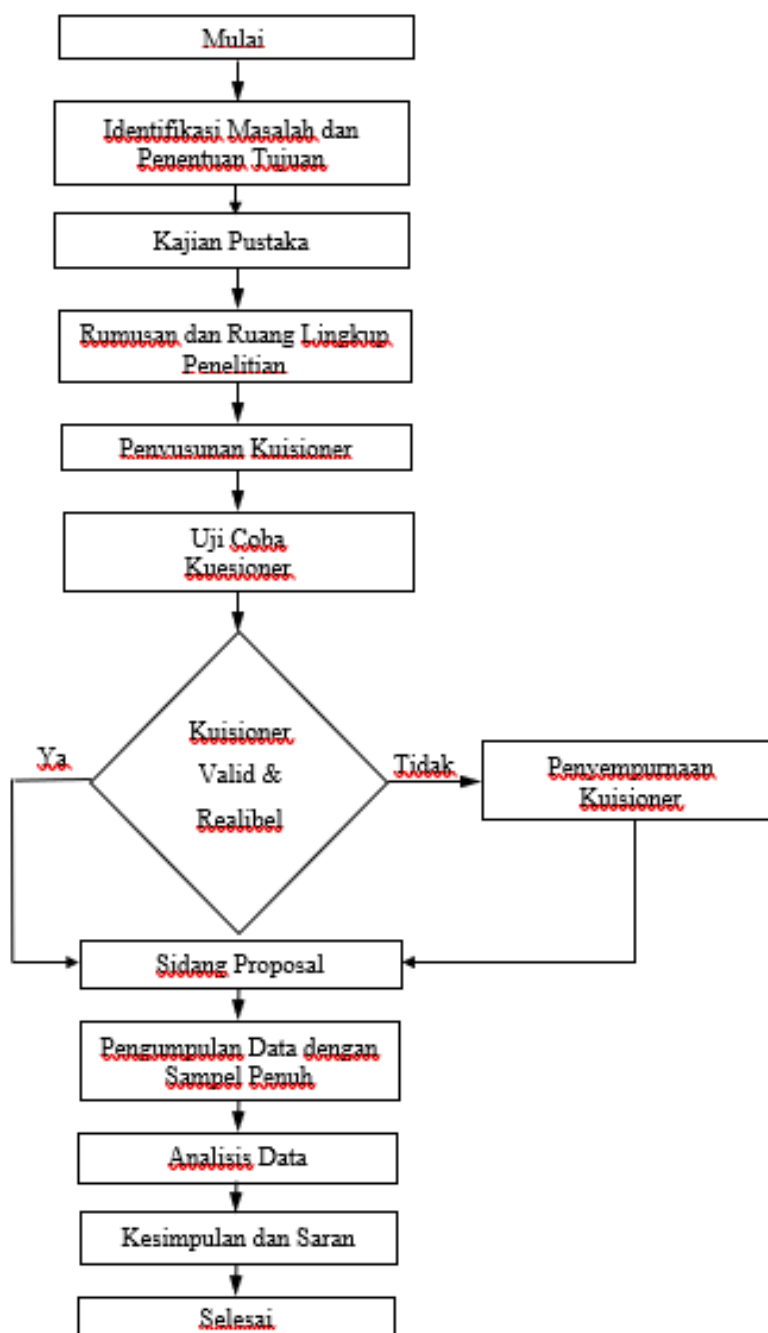 Mulai
Identifikasi Masalah dan
Penentuan Tujuan
Kajian Pustaka
Rumusan dan Ruang Lingkup
Penelitian
Penyusunan Kuisioner
Uji Coba
Kuesioner
Kuisioner
Valid &
Realibel
Ya
Tidak
Penyempurnaan
Kuisioner
Sidang Proposal
Pengumpulan Data dengan
Sampel Penuh
Analisis Data
Kesimpulan dan Saran
Selesai